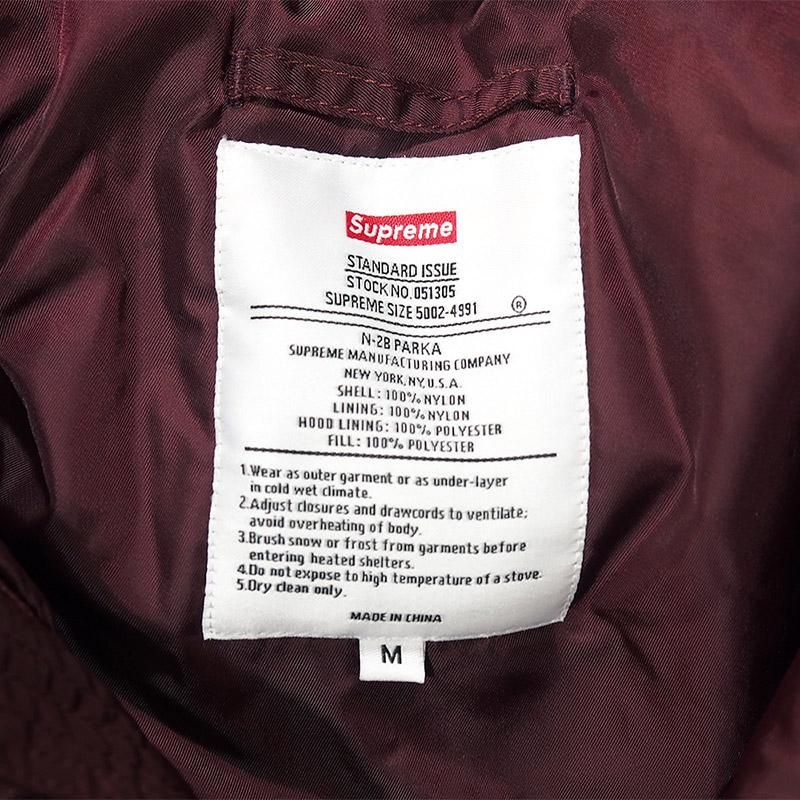 Supreme
STANDARD ISSUE
STOCK NO. 051305
SUPREME SIZE 5002-4991 ®
N-2B PARKA
SUPREME MANUFACTURING COMPANY
NEW YORK, NY, U.S.A.
SHELL: 100% NYLON
LINING: 100% NYLON
HOOD LINING: 100% POLYESTER
FILL: 100% POLYESTER
1.Wear as outer garment or as under-layer
in cold wet climate.
2.Adjust closures and drawcords to ventilate;
avoid overheating of body.
3.Brush snow or frost from garments before
entering heated shelters.
4.Do not expose to high temperature of a stove.
5.Dry clean only.
MADE IN CHINA
M